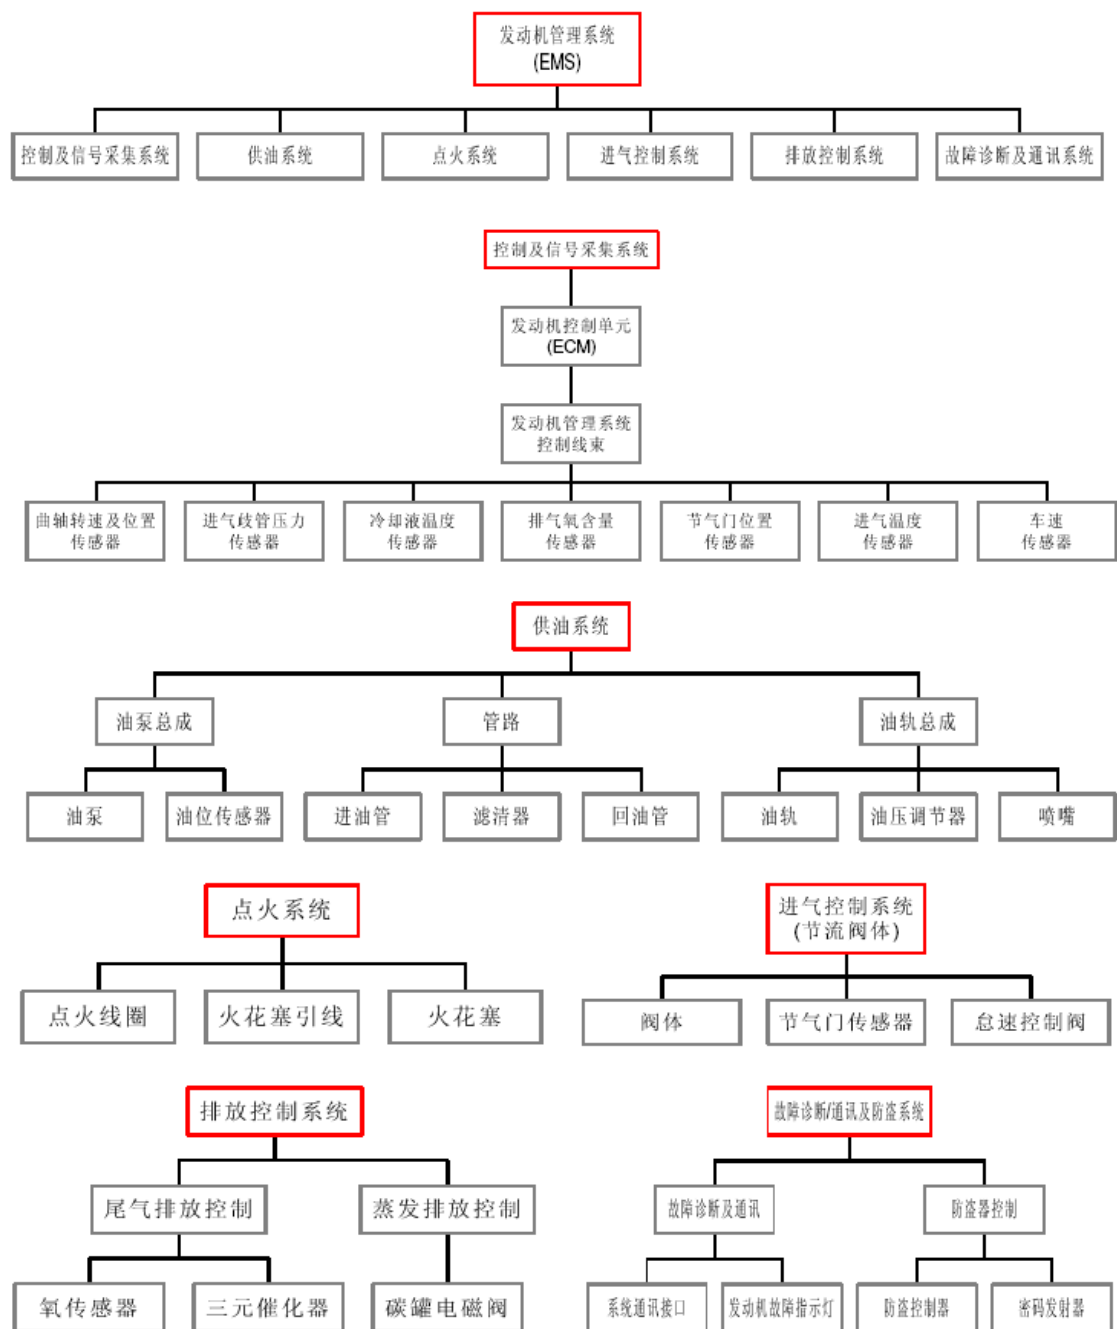 发动机管理系统
(EMS)
控制及信号采集系统
供油系统
点火系统
进气控制系统
排放控制系统
故障诊断及通讯系统
控制及信号采集系统
发动机控制单元
(ECM)
发动机管理系统
控制线束
曲轴转速及位置
传感器
进气歧管压力
传感器
冷却液温度
传感器
排气氧含量
传感器
节气门位置
传感器
进气温度
传感器
车速
传感器
供油系统
油泵总成
管路
油轨总成
油泵
油位传感器
进油管
滤清器
回油管
油轨
油压调节器
喷嘴
点火系统
点火线圈
火花塞引线
火花塞
进气控制系统
(节流阀体)
阀体
节气门传感器
怠速控制阀
排放控制系统
尾气排放控制
蒸发排放控制
氧传感器
三元催化器
碳罐电磁阀
故障诊断/通讯及防盗系统
故障诊断及通讯
防盗器控制
系统通讯接口
发动机故障指示灯
防盗控制器
密码发射器